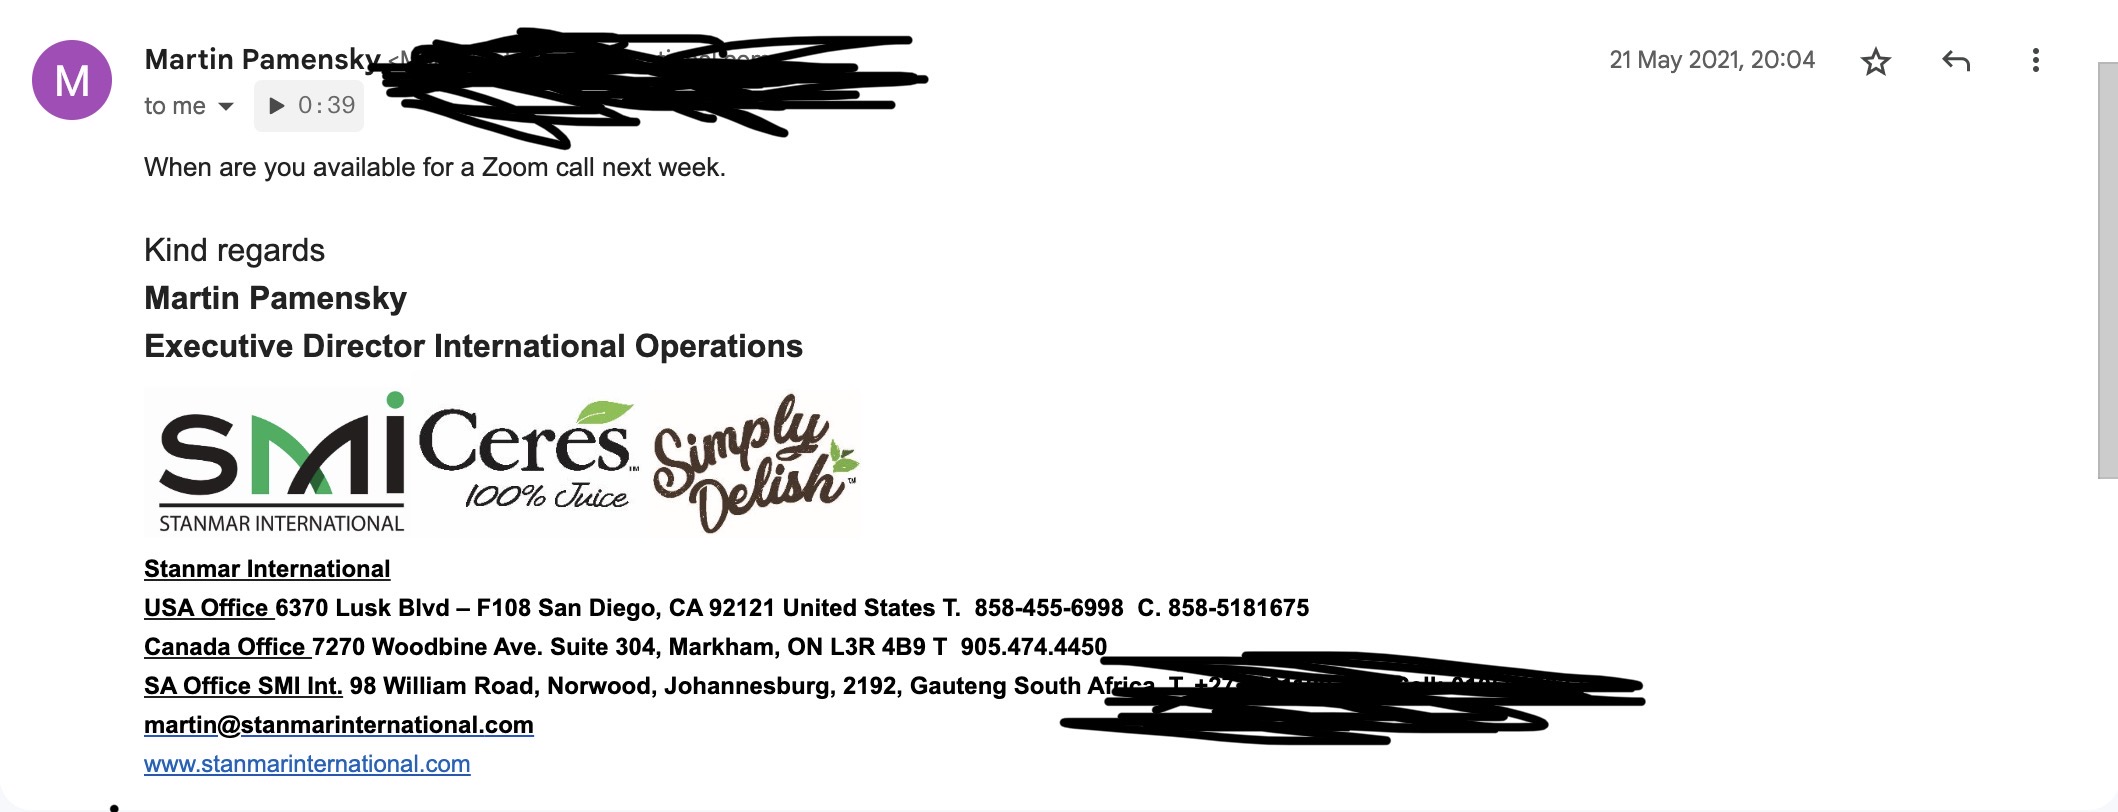 M
Martin Pamensky
21 May 2021, 20:04
to me 0:39
When are you available for a Zoom call next week.
Kind regards
Martin Pamensky
Executive Director International Operations
SMi
STANMAR INTERNATIONAL
Ceres™
100% Juice
Simply
Delish™
Stanmar International
USA Office 6370 Lusk Blvd – F108 San Diego, CA 92121 United States T.  858-455-6998  C. 858-5181675
Canada Office 7270 Woodbine Ave. Suite 304, Markham, ON L3R 4B9 T  905.474.4450
SA Office SMI Int. 98 William Road, Norwood, Johannesburg, 2192, Gauteng South Africa
martin@stanmarinternational.com
www.stanmarinternational.com